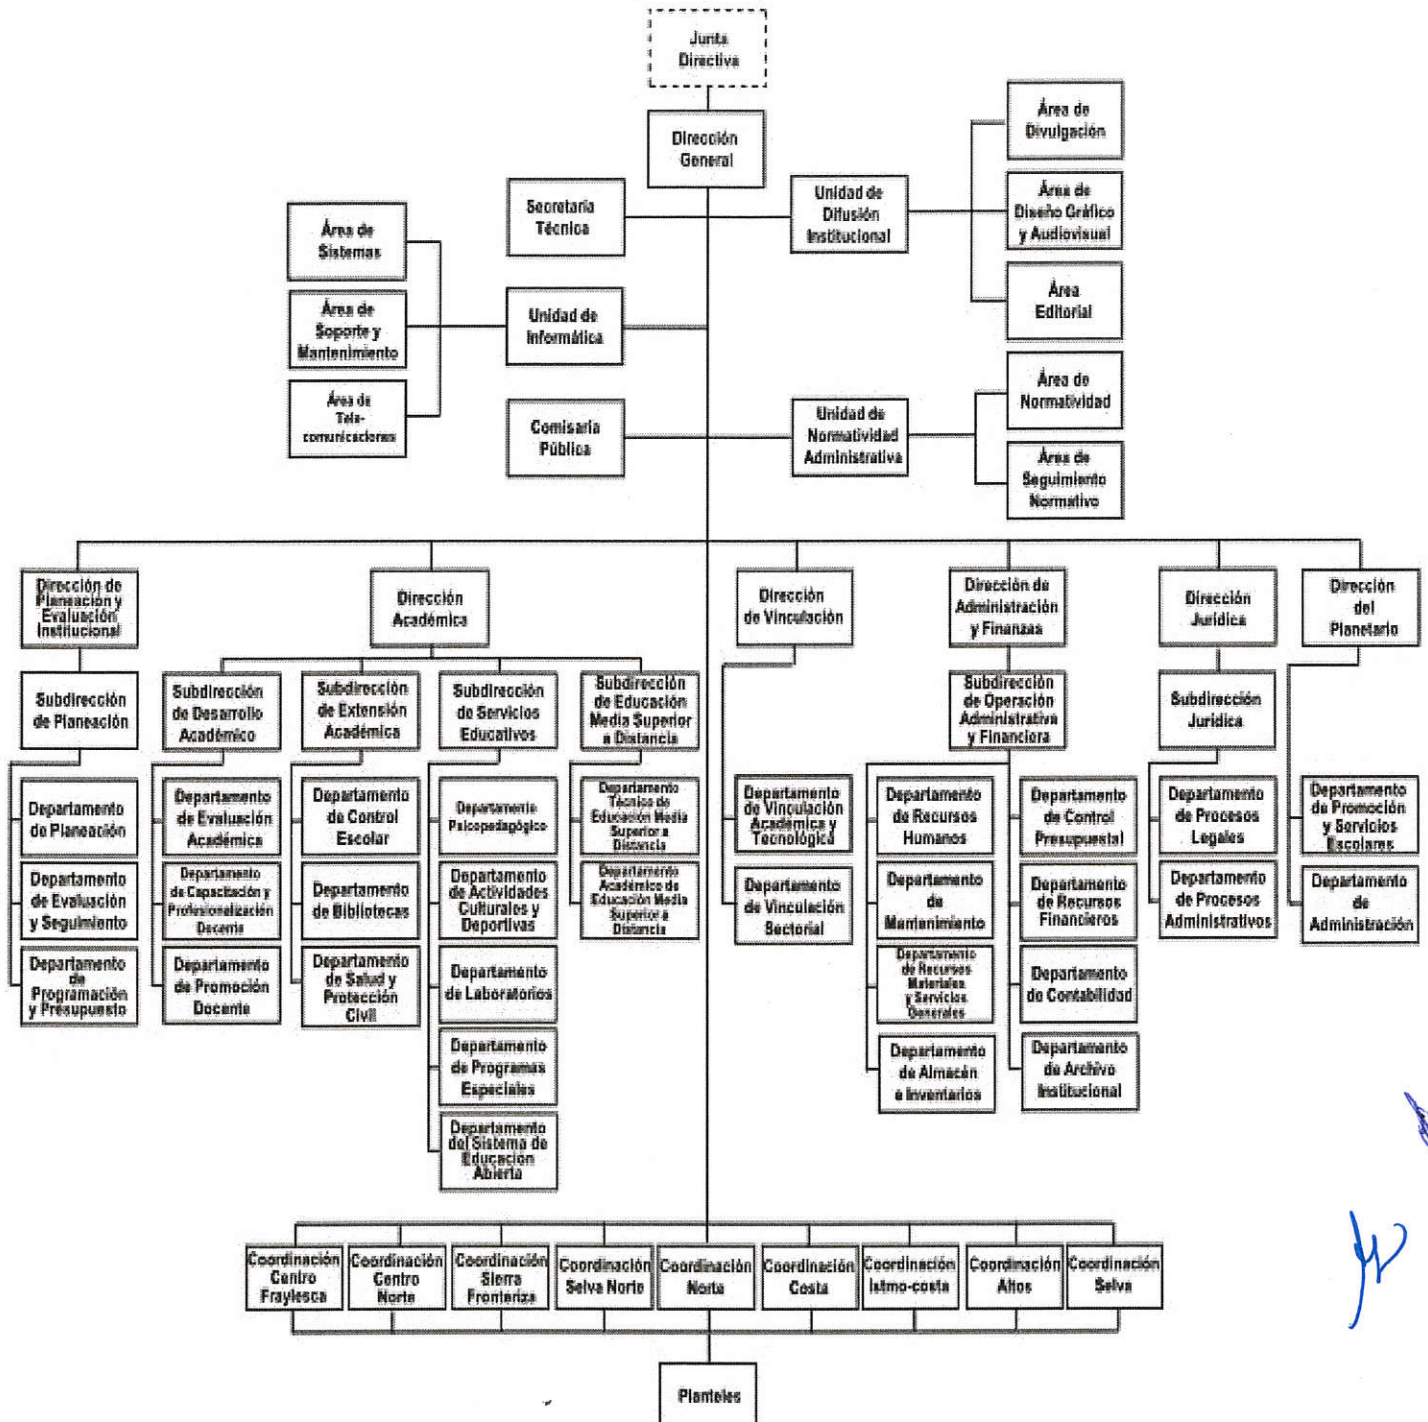 Junta
Directiva
Dirección
General
Secretaría
Técnica
Unidad de
Difusión
Institucional
Área de
Divulgación
Área de
Diseño Gráfico
y Audiovisual
Área
Editorial
Área de
Sistemas
Área de
Soporte y
Mantenimiento
Área de
Tele-
comunicaciones
Unidad de
Informática
Comisaría
Pública
Unidad de
Normatividad
Administrativa
Área de
Normatividad
Área de
Seguimiento
Normativo
Dirección de
Planeación y
Evaluación
Institucional
Dirección
Académica
Dirección
de Vinculación
Dirección de
Administración
y Finanzas
Dirección
Jurídica
Dirección
del
Planetario
Subdirección
de Planeación
Subdirección
de Desarrollo
Académico
Subdirección
de Extensión
Académica
Subdirección
de Servicios
Educativos
Subdirección
de Educación
Media Superior
a Distancia
Subdirección
de Operación
Administrativa
y Financiera
Subdirección
Jurídica
Departamento
de Planeación
Departamento
de Evaluación
y Seguimiento
Departamento
de
Programación
y Presupuesto
Departamento
de Evaluación
Académica
Departamento
de Capacitación y
Profesionalización
Docente
Departamento
de Promoción
Docente
Departamento
de Control
Escolar
Departamento
de Bibliotecas
Departamento
de Salud y
Protección
Civil
Departamento
Psicopedagógico
Departamento
de Actividades
Culturales y
Deportivas
Departamento
de Laboratorios
Departamento
de Programas
Especiales
Departamento
del Sistema de
Educación
Abierta
Departamento
Técnico de
Educación Media
Superior a
Distancia
Departamento
Académico de
Educación Media
Superior a
Distancia
Departamento
de Vinculación
Académica y
Tecnológica
Departamento
de Vinculación
Sectorial
Departamento
de Recursos
Humanos
Departamento
de
Mantenimiento
Departamento
de Recursos
Materiales
y Servicios
Generales
Departamento
de Almacén
e Inventarios
Departamento
de Control
Presupuestal
Departamento
de Recursos
Financieros
Departamento
de Contabilidad
Departamento
de Archivo
Institucional
Departamento
de Procesos
Legales
Departamento
de Procesos
Administrativos
Departamento
de Promoción
y Servicios
Escolares
Departamento
de
Administración
Coordinación
Centro
Fraylesca
Coordinación
Centro
Norte
Coordinación
Sierra
Fronteriza
Coordinación
Selva Norte
Coordinación
Norte
Coordinación
Costa
Coordinación
Istmo-costa
Coordinación
Altos
Coordinación
Selva
Planteles